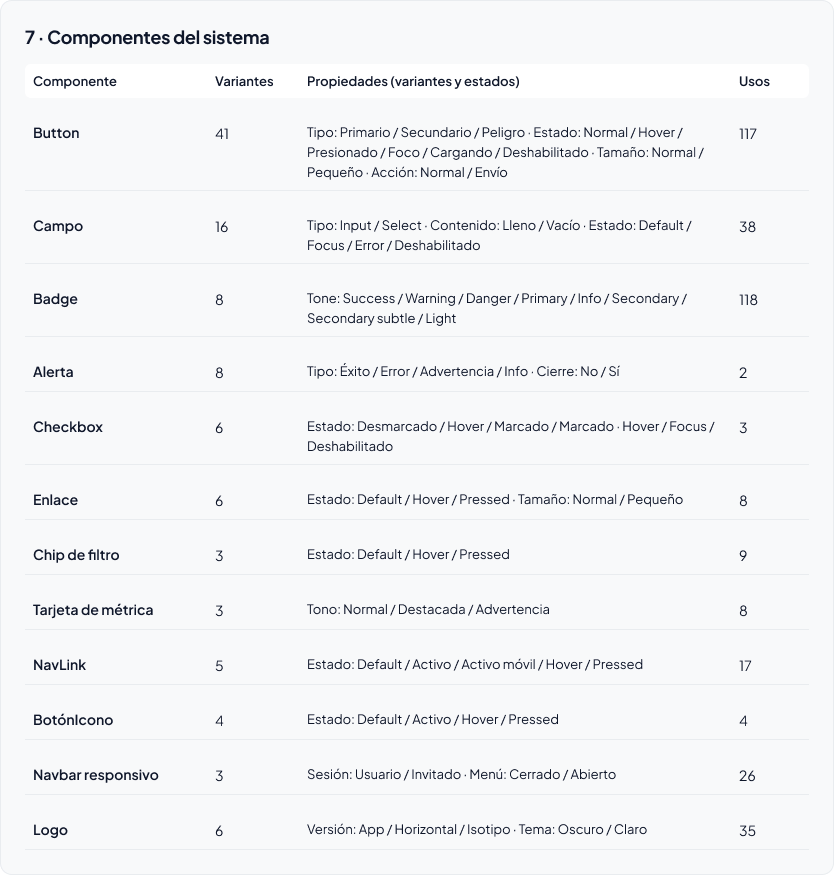 7 · Componentes del sistema
Componente Variantes Propiedades (variantes y estados) Usos
Button 41 Tipo: Primario / Secundario / Peligro · Estado: Normal / Hover / 117
Presionado / Foco / Cargando / Deshabilitado · Tamaño: Normal /
Pequeño · Acción: Normal / Envío
Campo 16 Tipo: Input / Select · Contenido: Lleno / Vacío · Estado: Default / 38
Focus / Error / Deshabilitado
Badge 8 Tone: Success / Warning / Danger / Primary / Info / Secondary / 118
Secondary subtle / Light
Alerta 8 Tipo: Éxito / Error / Advertencia / Info · Cierre: No / Sí 2
Checkbox 6 Estado: Desmarcado / Hover / Marcado / Marcado · Hover / Focus / 3
Deshabilitado
Enlace 6 Estado: Default / Hover / Pressed · Tamaño: Normal / Pequeño 8
Chip de filtro 3 Estado: Default / Hover / Pressed 9
Tarjeta de métrica 3 Tono: Normal / Destacada / Advertencia 8
NavLink 5 Estado: Default / Activo / Activo móvil / Hover / Pressed 17
BotónIcono 4 Estado: Default / Activo / Hover / Pressed 4
Navbar responsivo 3 Sesión: Usuario / Invitado · Menú: Cerrado / Abierto 26
Logo 6 Versión: App / Horizontal / Isotipo · Tema: Oscuro / Claro 35